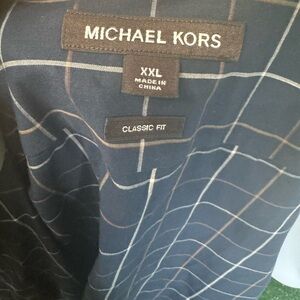 MICHAEL KORS
XXL
MADE IN
CHINA
CLASSIC FIT